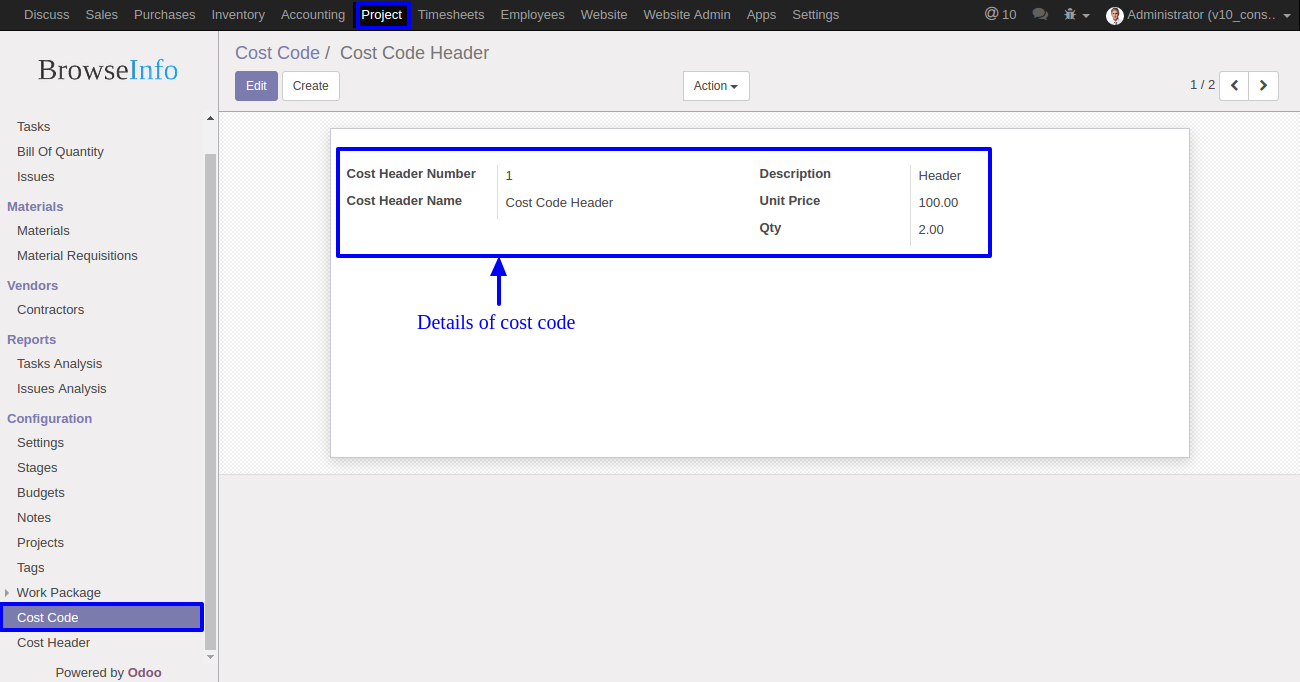 Discuss Sales Purchases Inventory Accounting Project Timesheets Employees Website Website Admin Apps Settings @ 10 Administrator (v10_cons...
BrowseInfo
Tasks
Bill Of Quantity
Issues
Materials
Materials
Material Requisitions
Vendors
Contractors
Reports
Tasks Analysis
Issues Analysis
Configuration
Settings
Stages
Budgets
Notes
Projects
Tags
Work Package
Cost Code
Cost Header
Powered by Odoo
Cost Code / Cost Code Header
Edit Create Action 1 / 2
Cost Header Number 1
Cost Header Name Cost Code Header
Description Header
Unit Price 100.00
Qty 2.00
Details of cost code